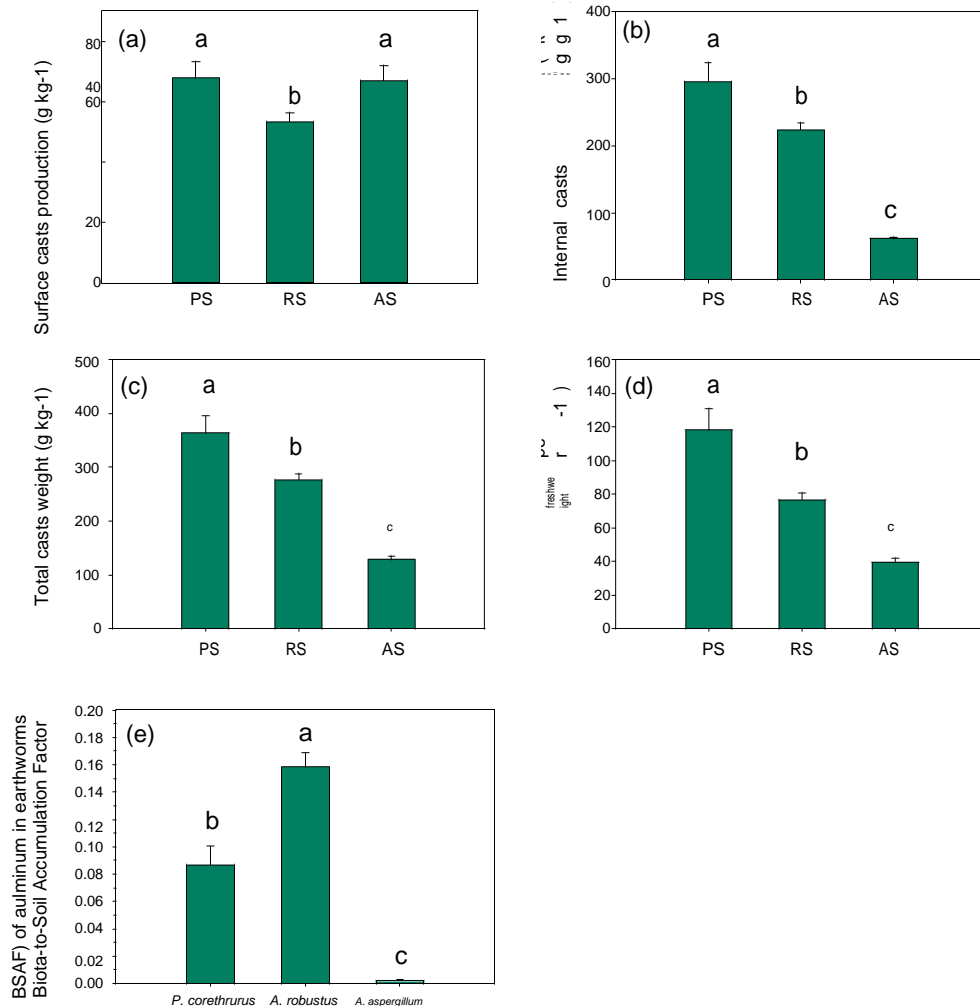 Surface casts production (g kg-1)
(a)
80
40
60
20
0
a
b
a
PS RS AS
Internal casts
g g 1
(b)
400
300
200
100
0
a
b
c
PS RS AS
Total casts weight (g kg-1)
(c)
500
400
300
200
100
0
a
b
c
PS RS AS
freshwe
ight
r -1 )
(d)
160
140
120
100
80
60
40
20
0
a
b
c
PS RS AS
BSAF) of aulminum in earthworms
Biota-to-Soil Accumulation Factor
(e)
0.20
0.18
0.16
0.14
0.12
0.10
0.08
0.06
0.04
0.02
0.00
b
a
c
P. corethrurus A. robustus A. aspergillum